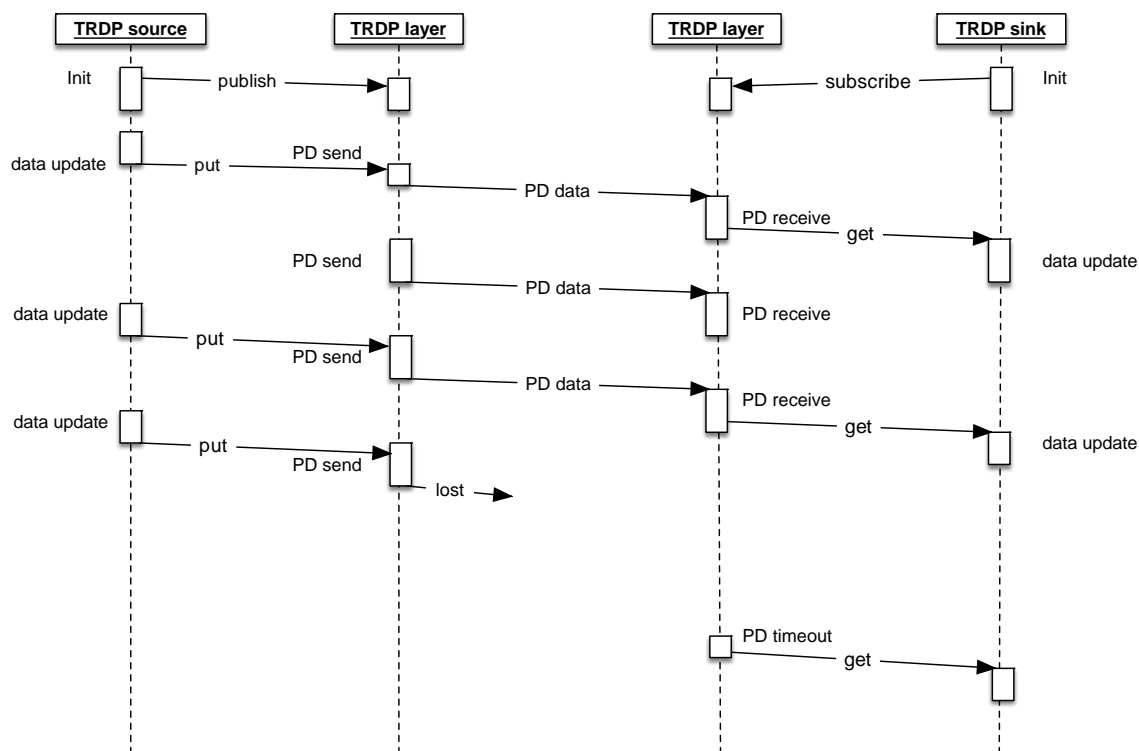 TRDP source
TRDP layer
TRDP layer
TRDP sink
Init
publish
subscribe
Init
data update
put
PD send
PD data
PD receive
get
PD send
data update
PD data
data update
PD receive
put
PD send
PD data
PD receive
data update
get
put
data update
PD send
lost
PD timeout
get